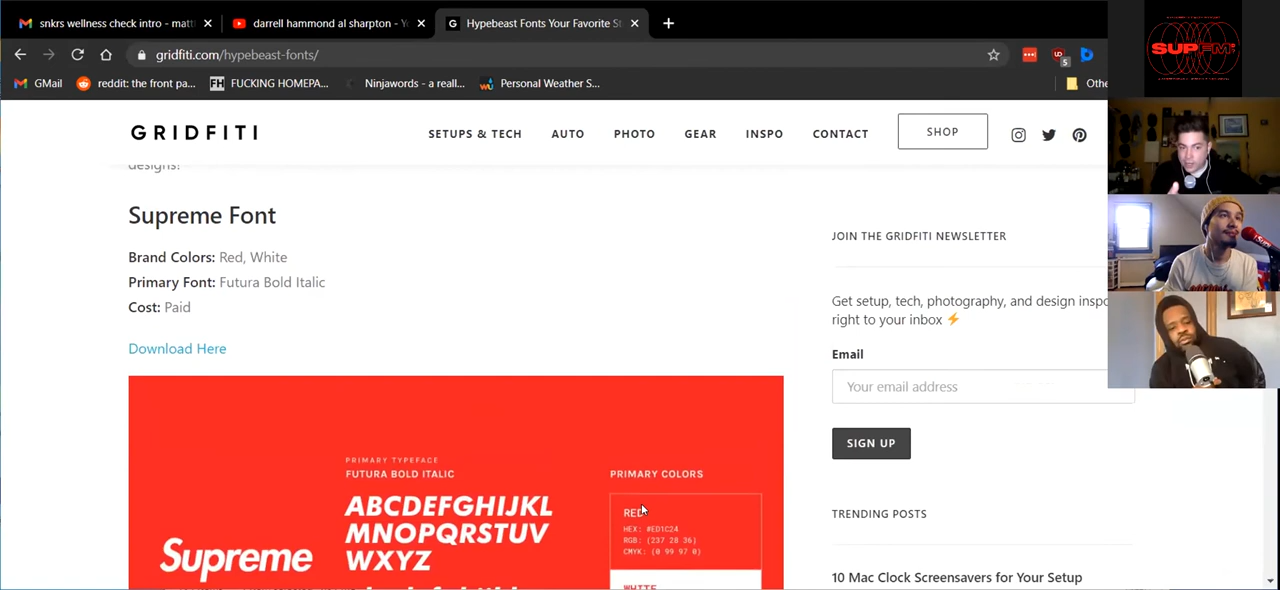 snkrs wellness check intro - matt
darrell hammond al sharpton - Yo
G Hypebeast Fonts Your Favorite St
gridfiti.com/hypebeast-fonts/
GMail
reddit: the front pa...
FH FUCKING HOMEPA...
Ninjawords - a reall...
Personal Weather S...
Othe
5
SUPFM
GRIDFITI
SETUPS & TECH
AUTO
PHOTO
GEAR
INSPO
CONTACT
SHOP
designs!
Supreme Font
Brand Colors: Red, White
Primary Font: Futura Bold Italic
Cost: Paid
Download Here
PRIMARY TYPEFACE
FUTURA BOLD ITALIC
ABCDEFGHIJKL
MNOPQRSTUV
WXYZ
Supreme
PRIMARY COLORS
RED
HEX: #ED1C24
RGB: (237 28 36)
CMYK: (0 99 97 0)
WHITE
JOIN THE GRIDFITI NEWSLETTER
Get setup, tech, photography, and design inspo
right to your inbox ⚡
Email
Your email address
SIGN UP
TRENDING POSTS
10 Mac Clock Screensavers for Your Setup